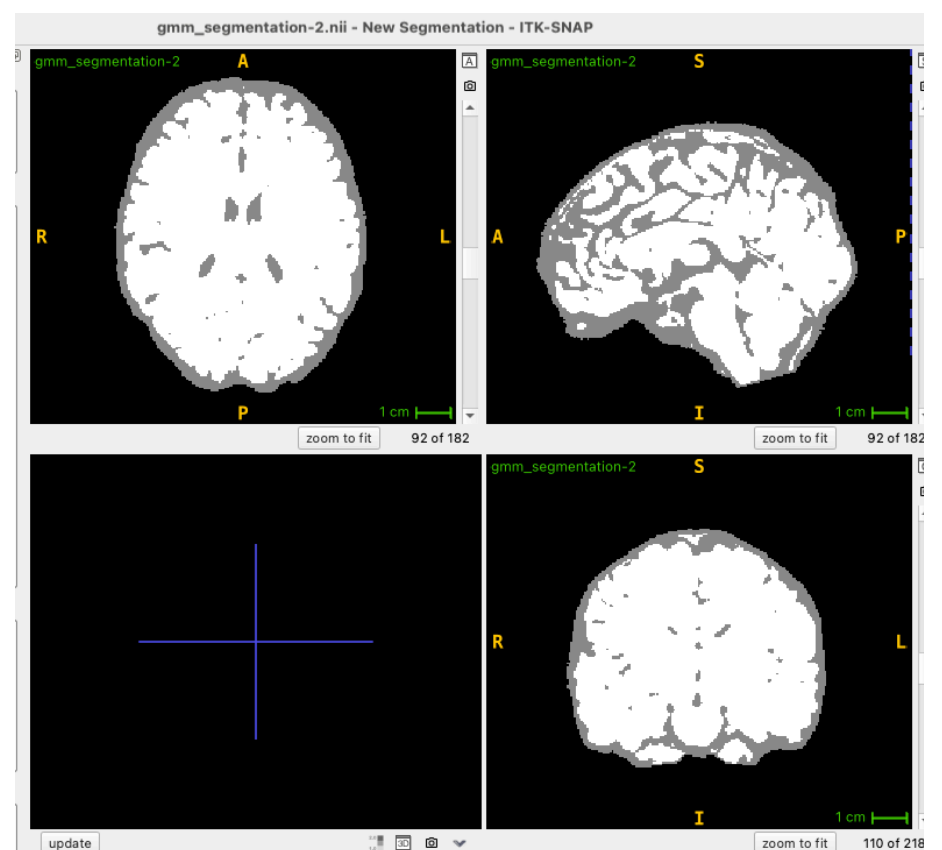 gmm_segmentation-2.nii - New Segmentation - ITK-SNAP
gmm_segmentation-2
A
R
L
P
1 cm
A
zoom to fit
92 of 182
gmm_segmentation-2
S
A
P
I
1 cm
zoom to fit
92 of 182
update
3D
gmm_segmentation-2
S
R
L
I
1 cm
zoom to fit
110 of 218